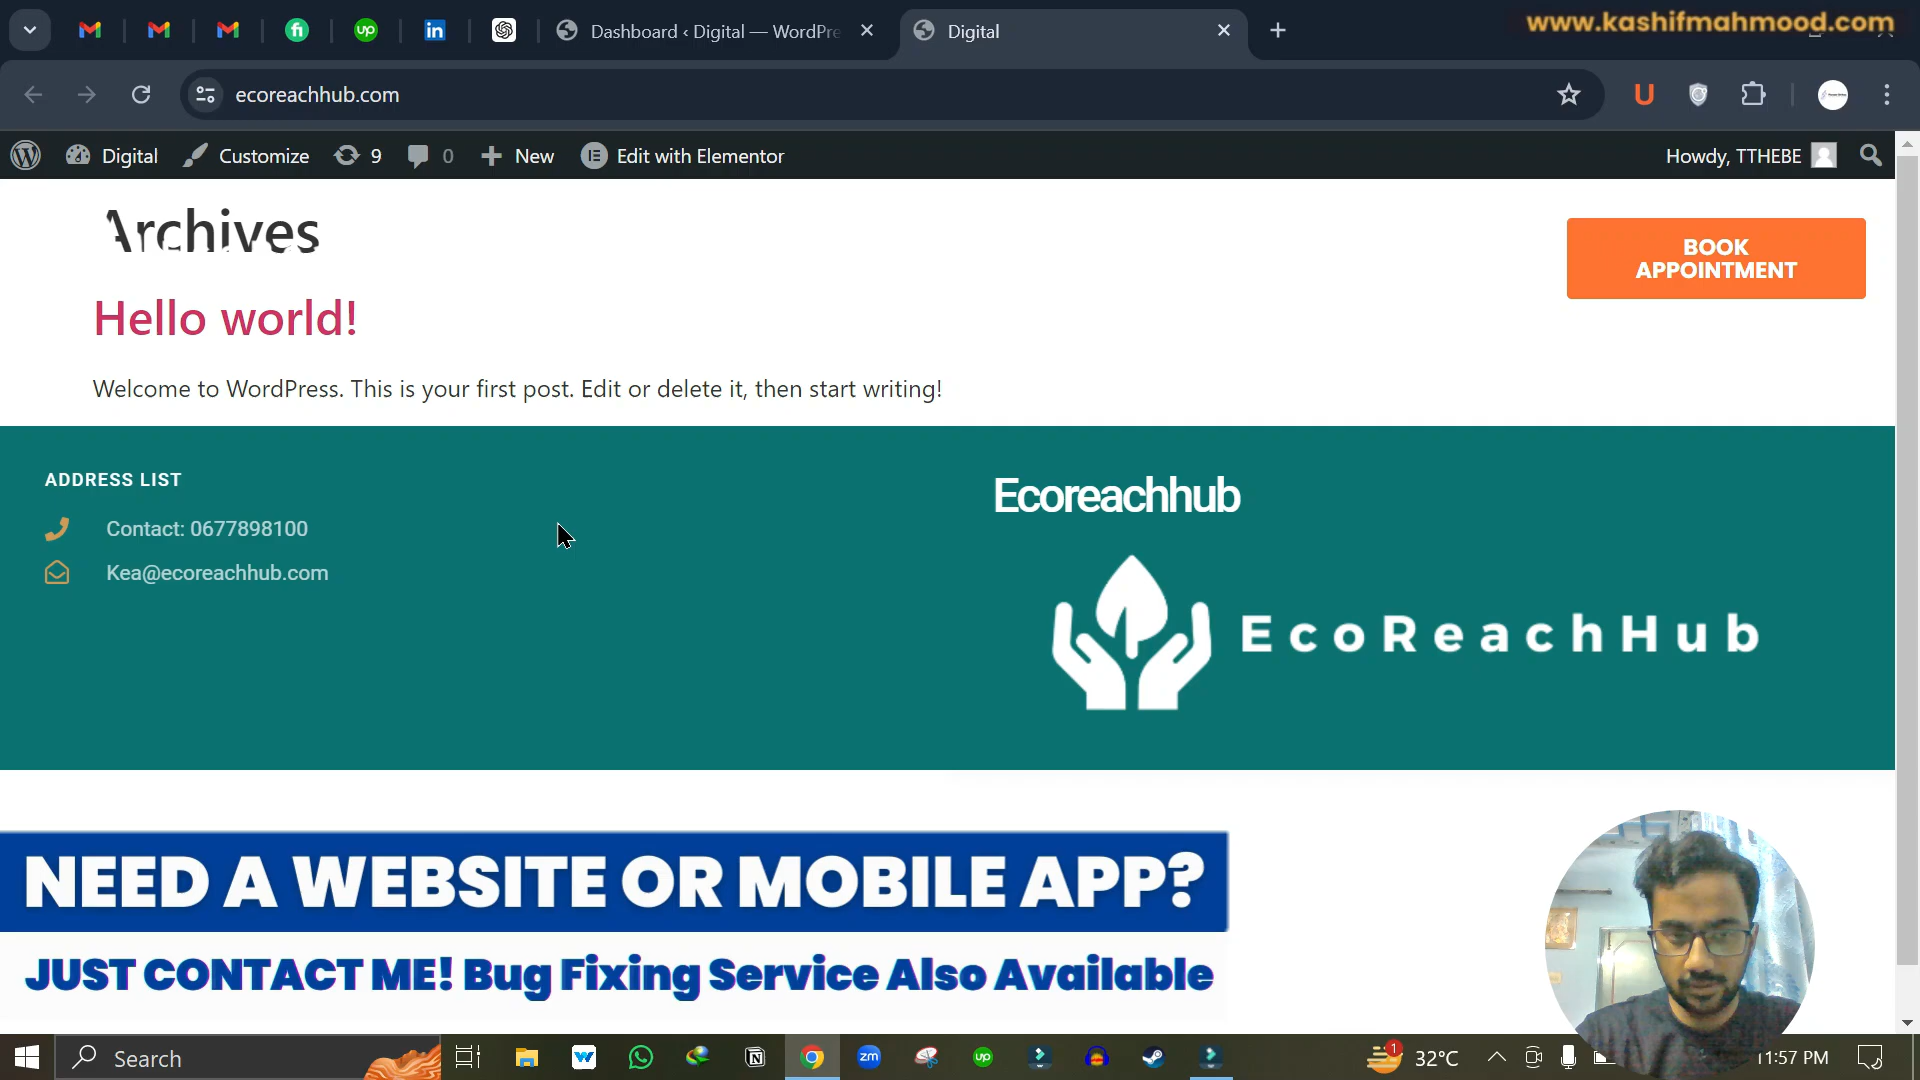 www.kashifmahmood.com
Dashboard ‹ Digital — WordPre
Digital
ecoreachhub.com
Digital
Customize
9
0
New
Edit with Elementor
Howdy, TTHEBE
Archives
BOOK
APPOINTMENT
Hello world!
Welcome to WordPress. This is your first post. Edit or delete it, then start writing!
ADDRESS LIST
Contact: 0677898100
Kea@ecoreachhub.com
Ecoreachhub
EcoReachHub
NEED A WEBSITE OR MOBILE APP?
JUST CONTACT ME! Bug Fixing Service Also Available
Search
32°C
11:57 PM